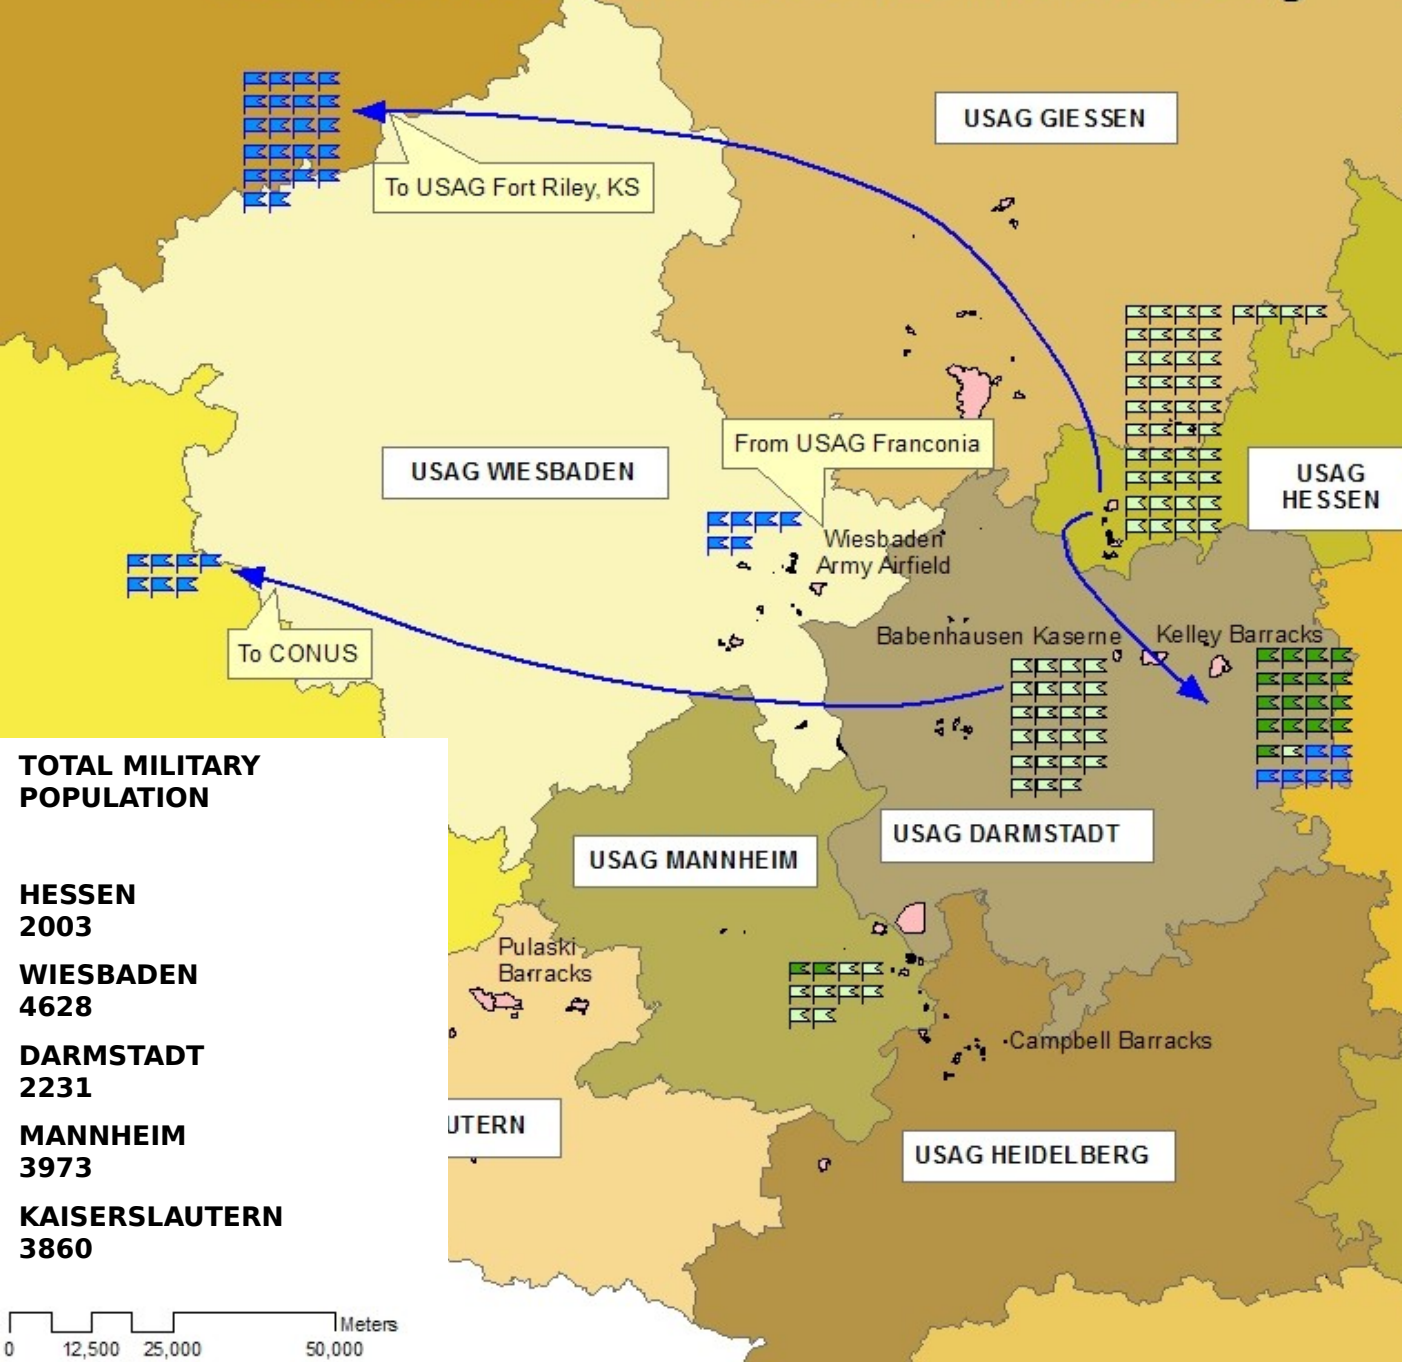 USAG GIESSEN
To USAG Fort Riley, KS
From USAG Franconia
USAG WIESBADEN
USAG
HESSEN
Wiesbaden
Army Airfield
Babenhausen Kaserne
Kelley Barracks
To CONUS
USAG DARMSTADT
USAG MANNHEIM
Pulaski
Barracks
Campbell Barracks
UTERN
USAG HEIDELBERG
TOTAL MILITARY
POPULATION
HESSEN
2003
WIESBADEN
4628
DARMSTADT
2231
MANNHEIM
3973
KAISERSLAUTERN
3860
Meters
0 12,500 25,000 50,000